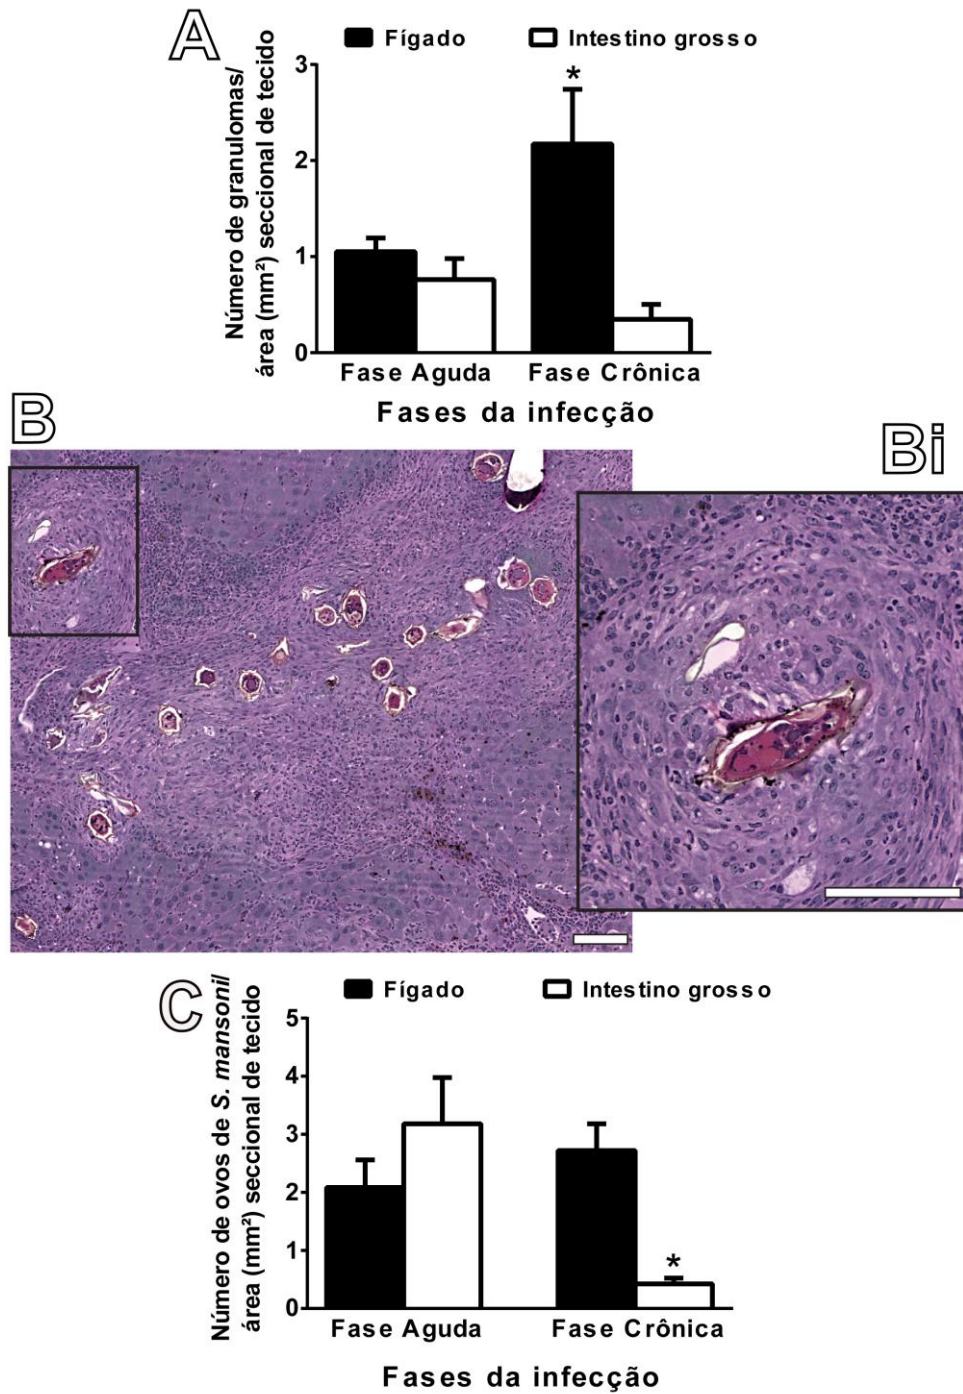 A
Fígado
Intestino grosso
Número de granulomas/
área (mm²) seccional de tecido
3
2
1
0
*
Fase Aguda
Fase Crônica
Fases da infecção
B
Bi
C
Fígado
Intestino grosso
Número de ovos de S. mansoni/
área (mm²) seccional de tecido
5
4
3
2
1
0
*
Fase Aguda
Fase Crônica
Fases da infecção